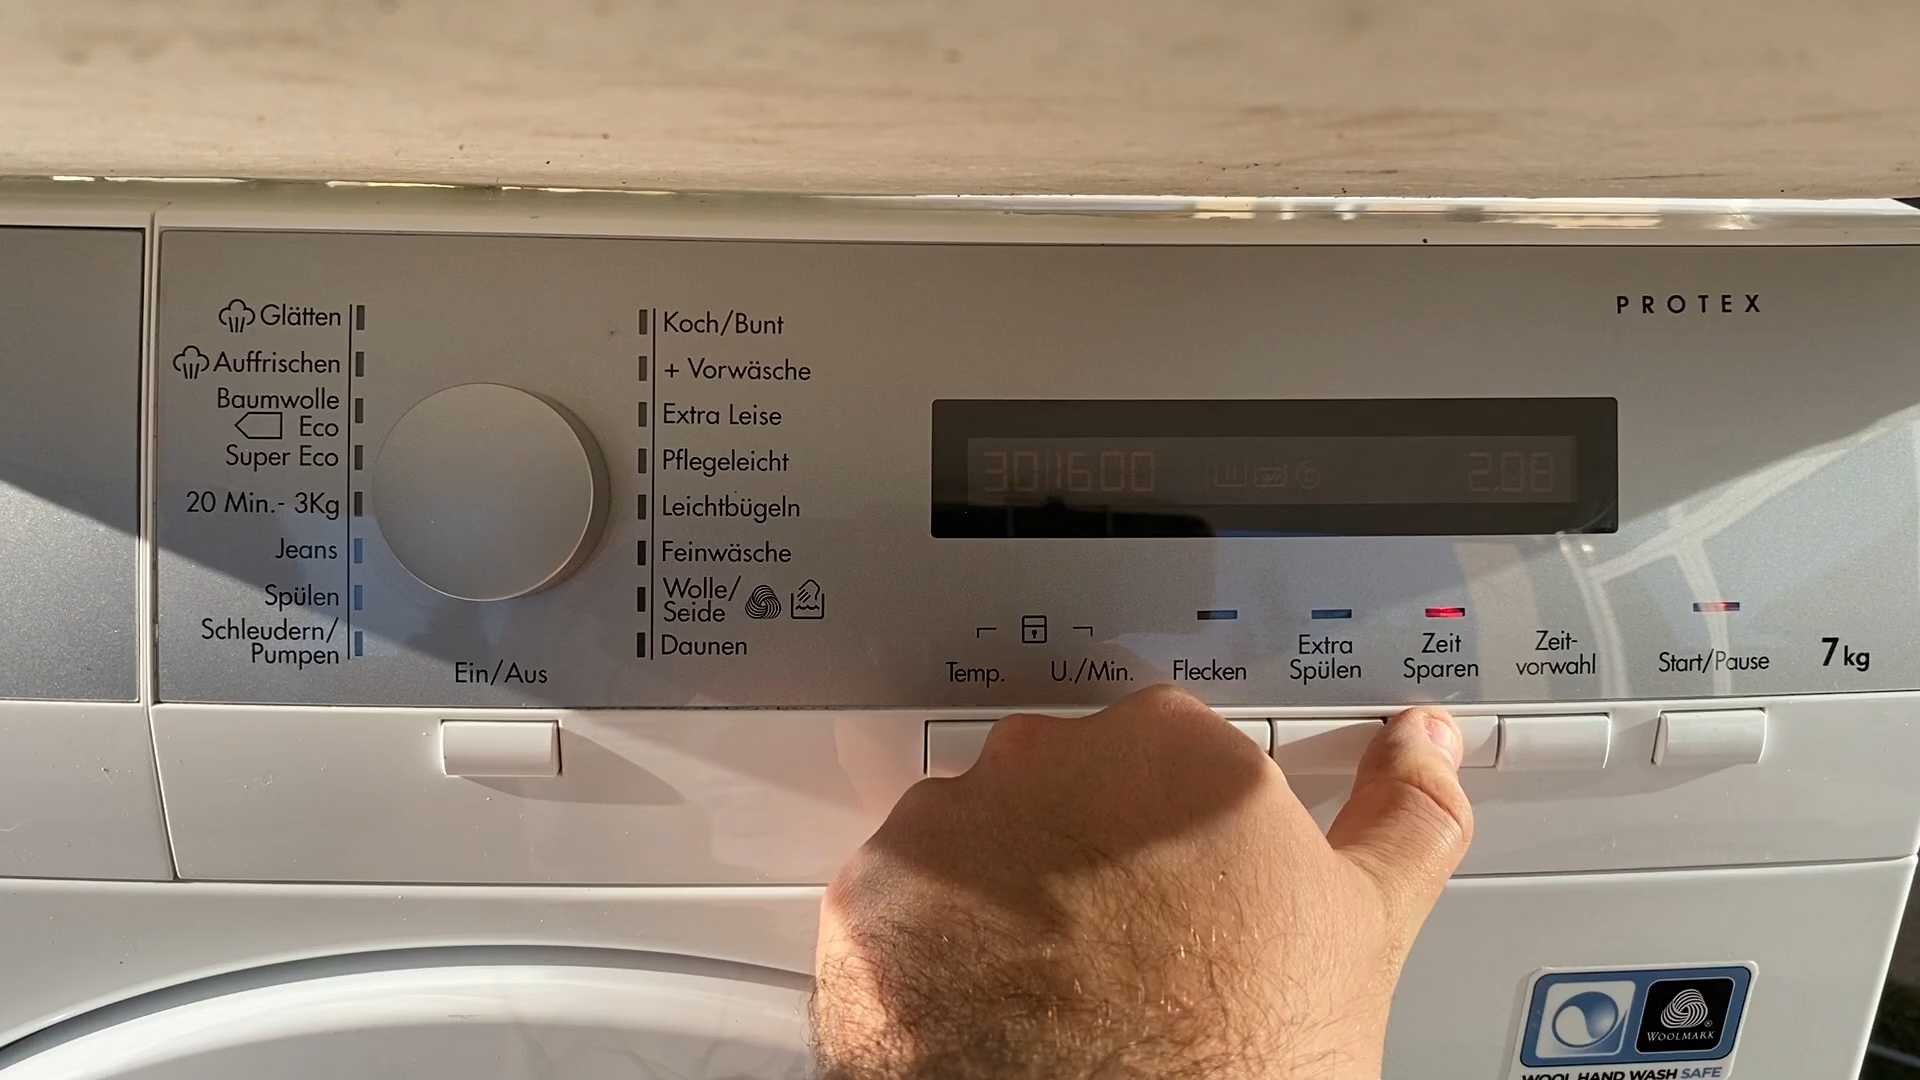 PROTEX
Glätten
Auffrischen
Baumwolle
Eco
Super Eco
20 Min.- 3Kg
Jeans
Spülen
Schleudern/
Pumpen
Ein/Aus
Koch/Bunt
+ Vorwäsche
Extra Leise
Pflegeleicht
Leichtbügeln
Feinwäsche
Wolle/
Seide
Daunen
30 1600 2.08
Temp. U./Min. Flecken
Extra
Spülen
Zeit
Sparen
Zeit-
vorwahl
Start/Pause
7 kg
WOOLMARK
WOOL HAND WASH SAFE